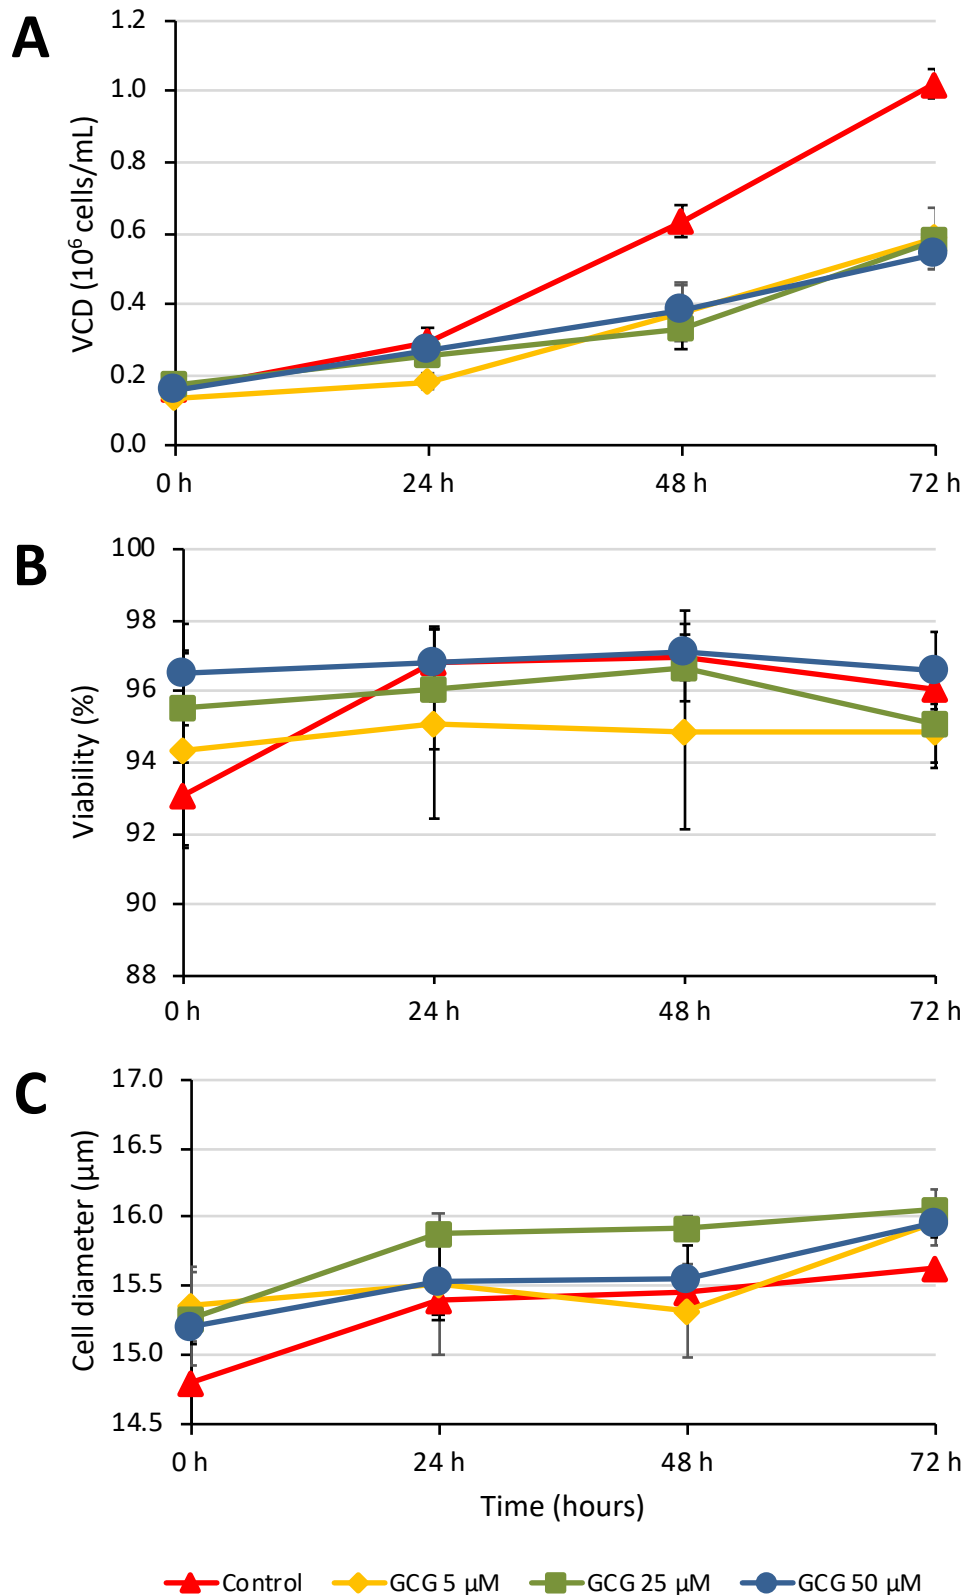 A
VCD (10⁶ cells/mL)
1.2
1.0
0.8
0.6
0.4
0.2
0.0
0 h 24 h 48 h 72 h
B
Viability (%)
100
98
96
94
92
90
88
0 h 24 h 48 h 72 h
C
Cell diameter (µm)
17.0
16.5
16.0
15.5
15.0
14.5
0 h 24 h 48 h 72 h
Time (hours)
Control GCG 5 µM GCG 25 µM GCG 50 µM